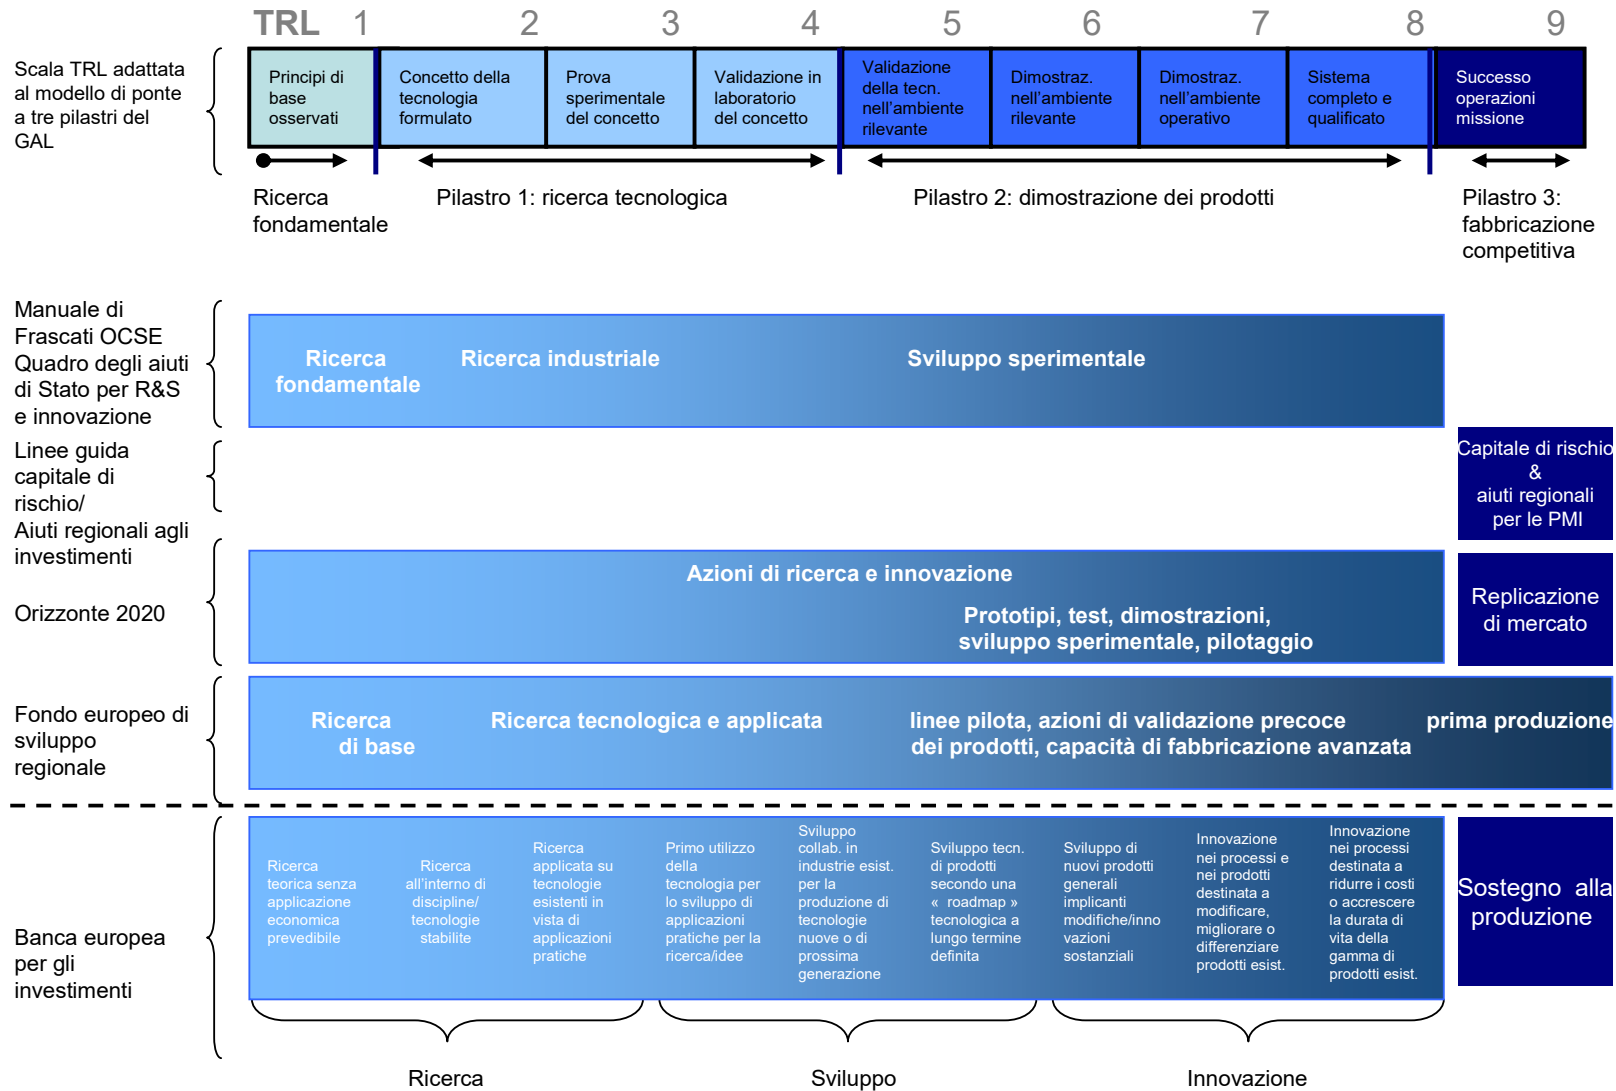 TRL 1 2 3 4 5 6 7 8 9
Scala TRL adattata
al modello di ponte
a tre pilastri del
GAL
Principi di
base
osservati
Concetto della
tecnologia
formulato
Prova
sperimentale
del concetto
Validazione in
laboratorio
del concetto
Validazione
della tecn.
nell'ambiente
rilevante
Dimostraz.
nell'ambiente
rilevante
Dimostraz.
nell'ambiente
operativo
Sistema
completo e
qualificato
Successo
operazioni
missione
Ricerca
fondamentale
Pilastro 1: ricerca tecnologica
Pilastro 2: dimostrazione dei prodotti
Pilastro 3:
fabbricazione
competitiva
Manuale di
Frascati OCSE
Quadro degli aiuti
di Stato per R&S
e innovazione
Ricerca
fondamentale
Ricerca industriale
Sviluppo sperimentale
Linee guida
capitale di
rischio/
Aiuti regionali agli
investimenti
Capitale di rischio
&
aiuti regionali
per le PMI
Orizzonte 2020
Azioni di ricerca e innovazione
Prototipi, test, dimostrazioni,
sviluppo sperimentale, pilotaggio
Replicazione
di mercato
Fondo europeo di
sviluppo
regionale
Ricerca
di base
Ricerca tecnologica e applicata
linee pilota, azioni di validazione precoce
dei prodotti, capacità di fabbricazione avanzata
prima produzione
Banca europea
per gli
investimenti
Ricerca
teorica senza
applicazione
economica
prevedibile
Ricerca
all'interno di
discipline/
tecnologie
stabilite
Ricerca
applicata su
tecnologie
esistenti in
vista di
applicazioni
pratiche
Primo utilizzo
della
tecnologia per
lo sviluppo di
applicazioni
pratiche per la
ricerca/idee
Sviluppo
collab. in
industrie esist.
per la
produzione di
tecnologie
nuove o di
prossima
generazione
Sviluppo tecn.
di prodotti
secondo una
« roadmap »
tecnologica a
lungo termine
definita
Sviluppo di
nuovi prodotti
generali
implicanti
modifiche/inno
vazioni
sostanziali
Innovazione
nei processi e
nei prodotti
destinata a
modificare,
migliorare o
differenziare
prodotti esist.
Innovazione
nei processi
destinata a
ridurre i costi
o accrescere
la durata di
vita della
gamma di
prodotti esist.
Sostegno alla
produzione
Ricerca
Sviluppo
Innovazione